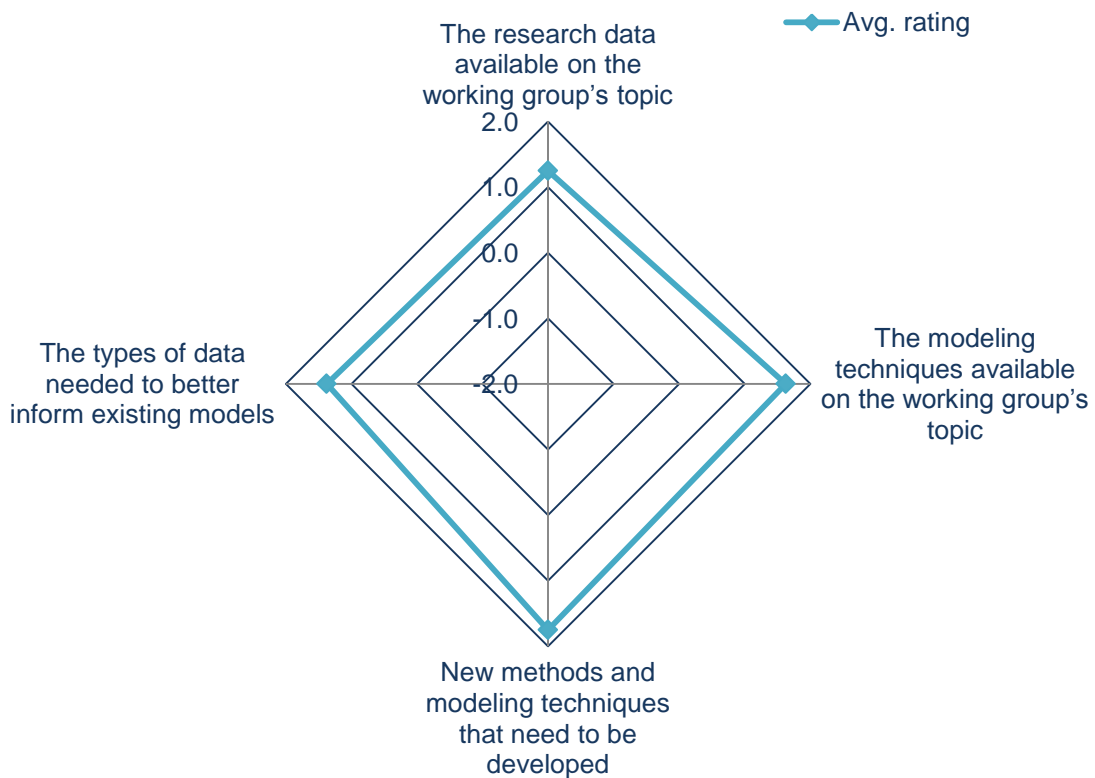 Avg. rating
The research data
available on the
working group’s topic
2.0
1.0
0.0
-1.0
-2.0
The types of data
needed to better
inform existing models
The modeling
techniques available
on the working group’s
topic
New methods and
modeling techniques
that need to be
developed